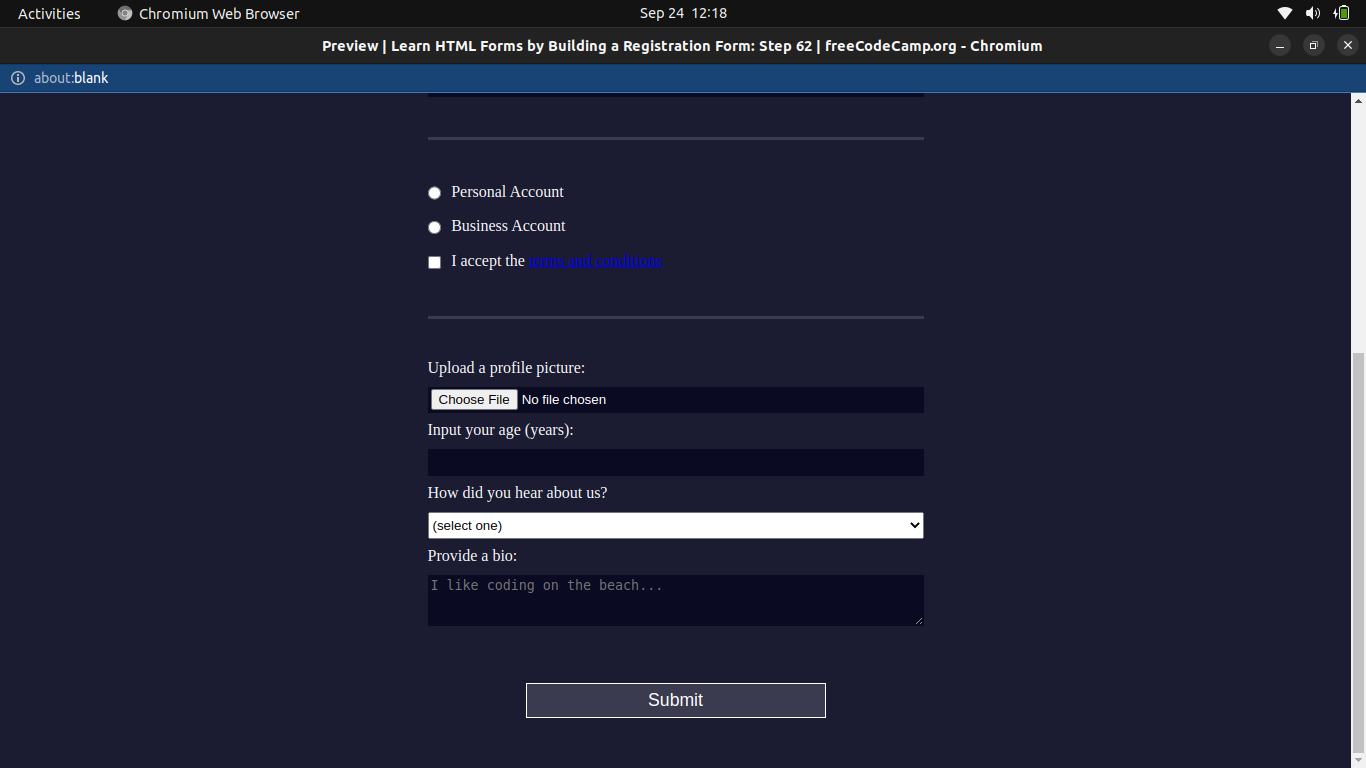 Activities Chromium Web Browser Sep 24 12:18
Preview | Learn HTML Forms by Building a Registration Form: Step 62 | freeCodeCamp.org - Chromium
about:blank
Personal Account
Business Account
I accept the terms and conditions
Upload a profile picture:
Choose File No file chosen
Input your age (years):
How did you hear about us?
(select one)
Provide a bio:
I like coding on the beach...
Submit